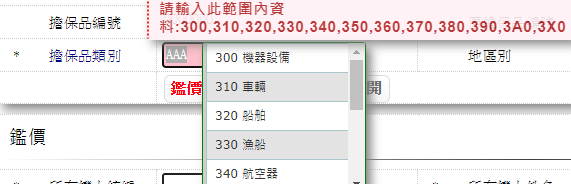 請輸入此範圍內資
料:300,310,320,330,340,350,360,370,380,390,3A0,3X0
擔保品編號
* 擔保品類別 AAA 地區別
300 機器設備
310 車輛
320 船舶
330 漁船
340 航空器
鑑價 開
鑑價